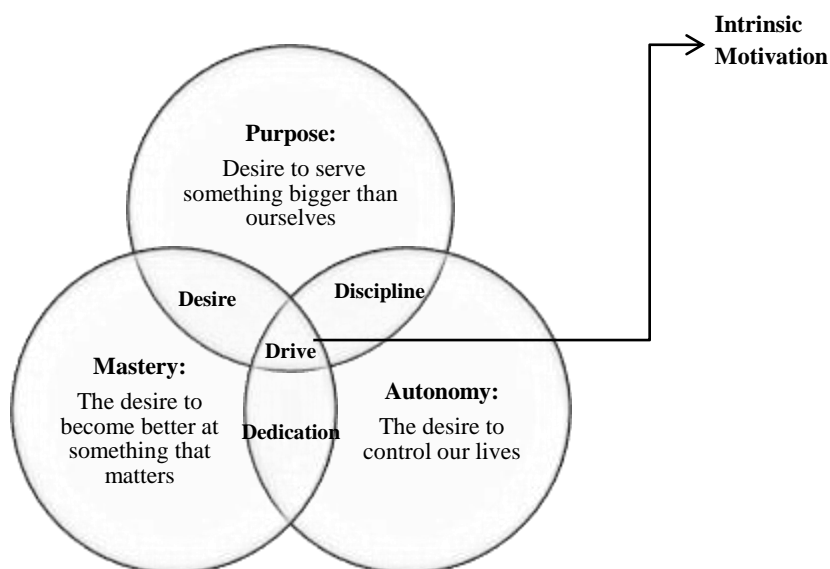 Intrinsic
Motivation
Purpose:
Desire to serve
something bigger than
ourselves
Desire
Discipline
Drive
Mastery:
The desire to
become better at
something that
matters
Autonomy:
The desire to
control our lives
Dedication